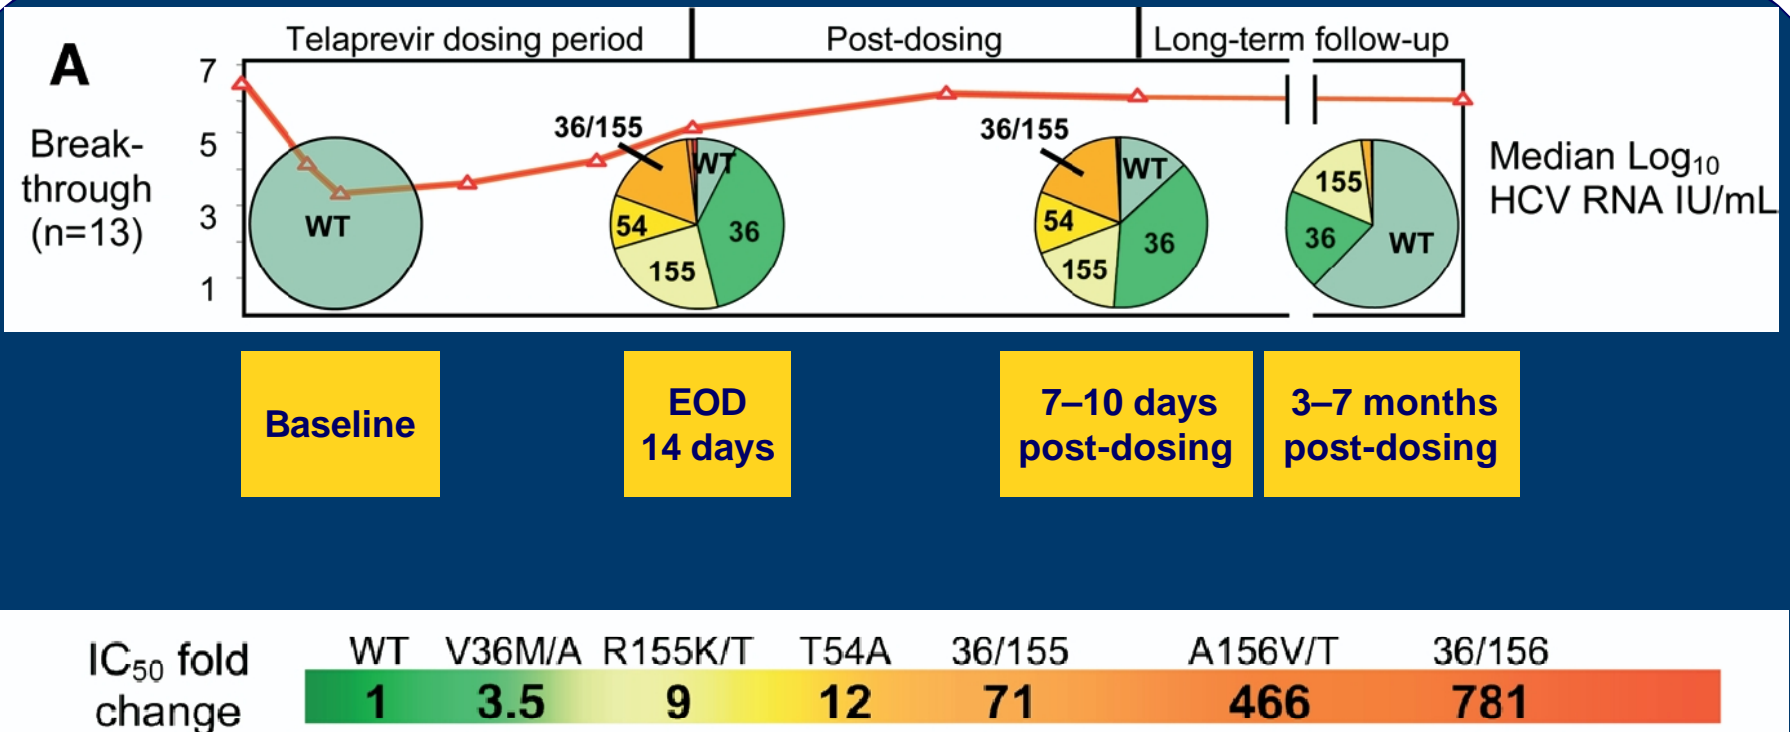 A
Telaprevir dosing period
Post-dosing
Long-term follow-up
7
5
3
1
Break-
through
(n=13)
WT
36/155
WT
36
155
54
36/155
WT
36
155
54
155
36
WT
Median Log₁₀
HCV RNA IU/mL
Baseline
EOD
14 days
7–10 days
post-dosing
3–7 months
post-dosing
IC₅₀ fold
change
WT V36M/A R155K/T T54A 36/155 A156V/T 36/156
1 3.5 9 12 71 466 781